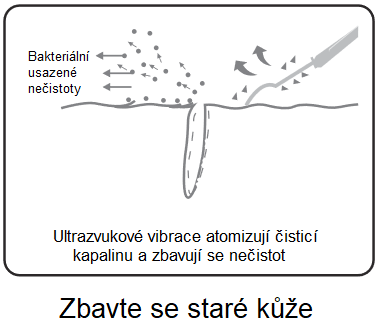 Bakteriální
usazené
nečistoty
Ultrazvukové vibrace atomizují čisticí
kapalinu a zbavují se nečistot
Zbavte se staré kůže